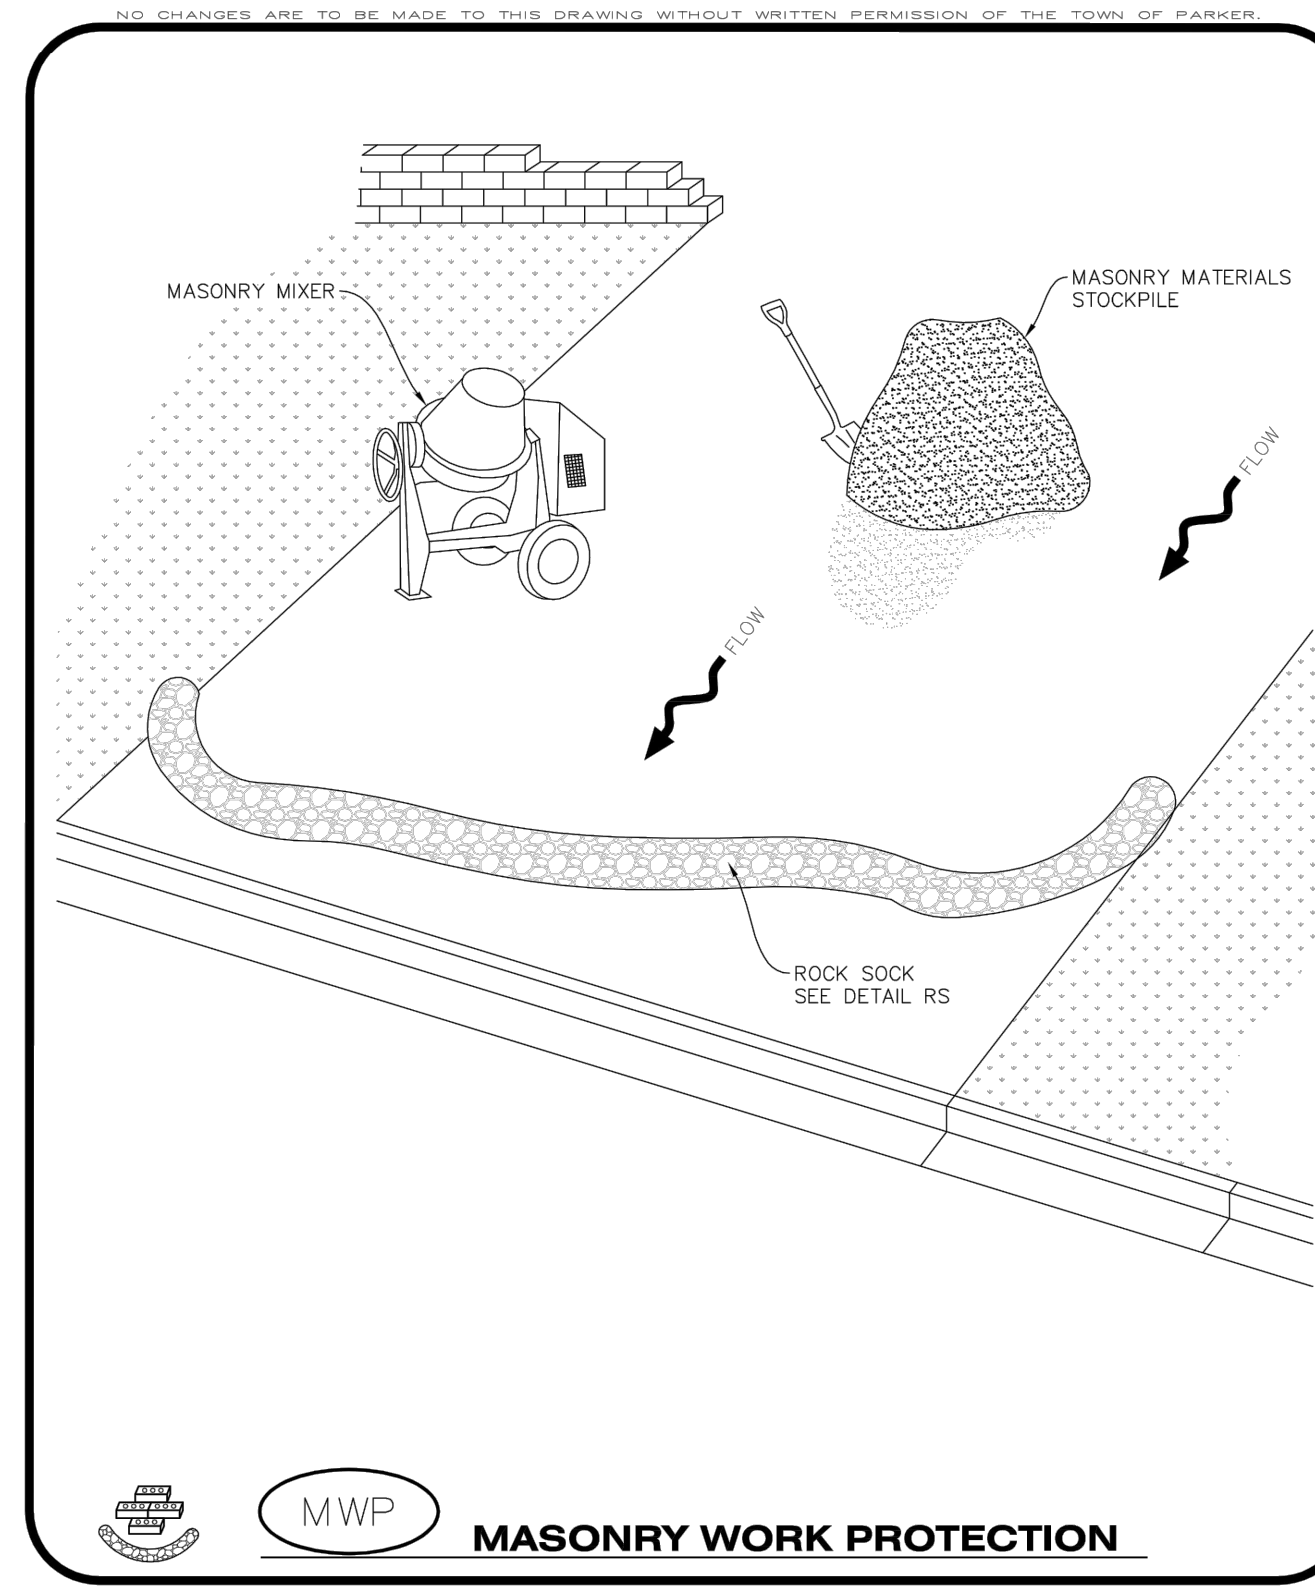 NO CHANGES ARE TO BE MADE TO THIS DRAWING WITHOUT WRITTEN PERMISSION OF THE TOWN OF PARKER.
MASONRY MIXER
MASONRY MATERIALS
STOCKPILE
FLOW
FLOW
ROCK SOCK
SEE DETAIL RS
MWP
MASONRY WORK PROTECTION